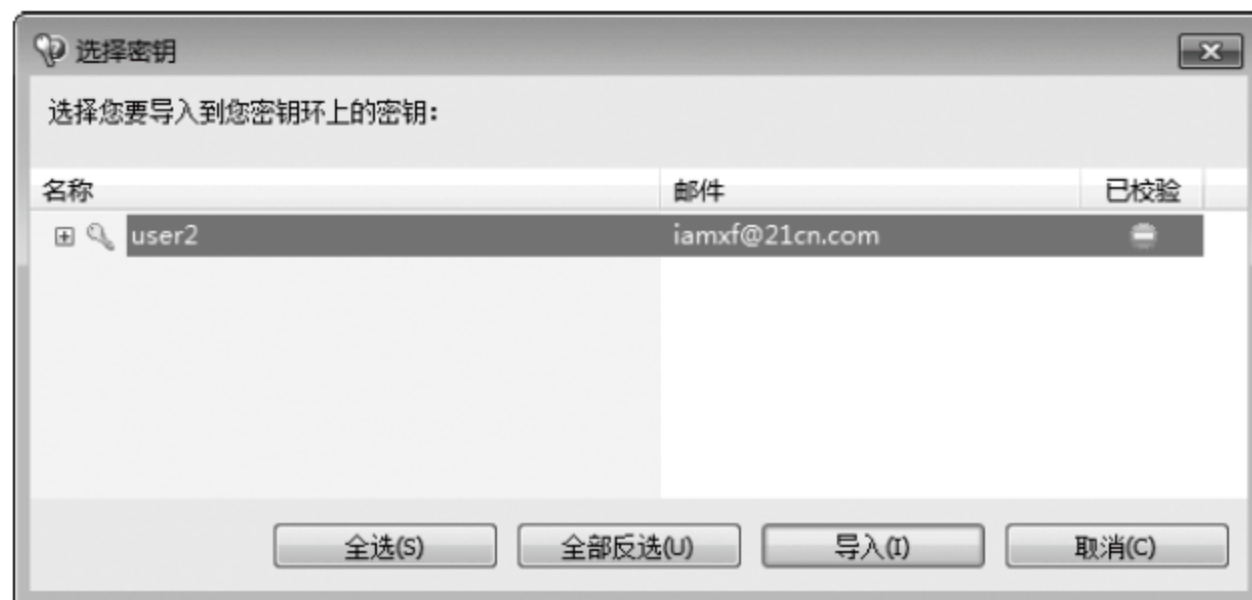 选择密钥
选择您要导入到您密钥环上的密钥:
名称 邮件 已校验
user2 iamxf@21cn.com
全选(S) 全部反选(U) 导入(I) 取消(C)